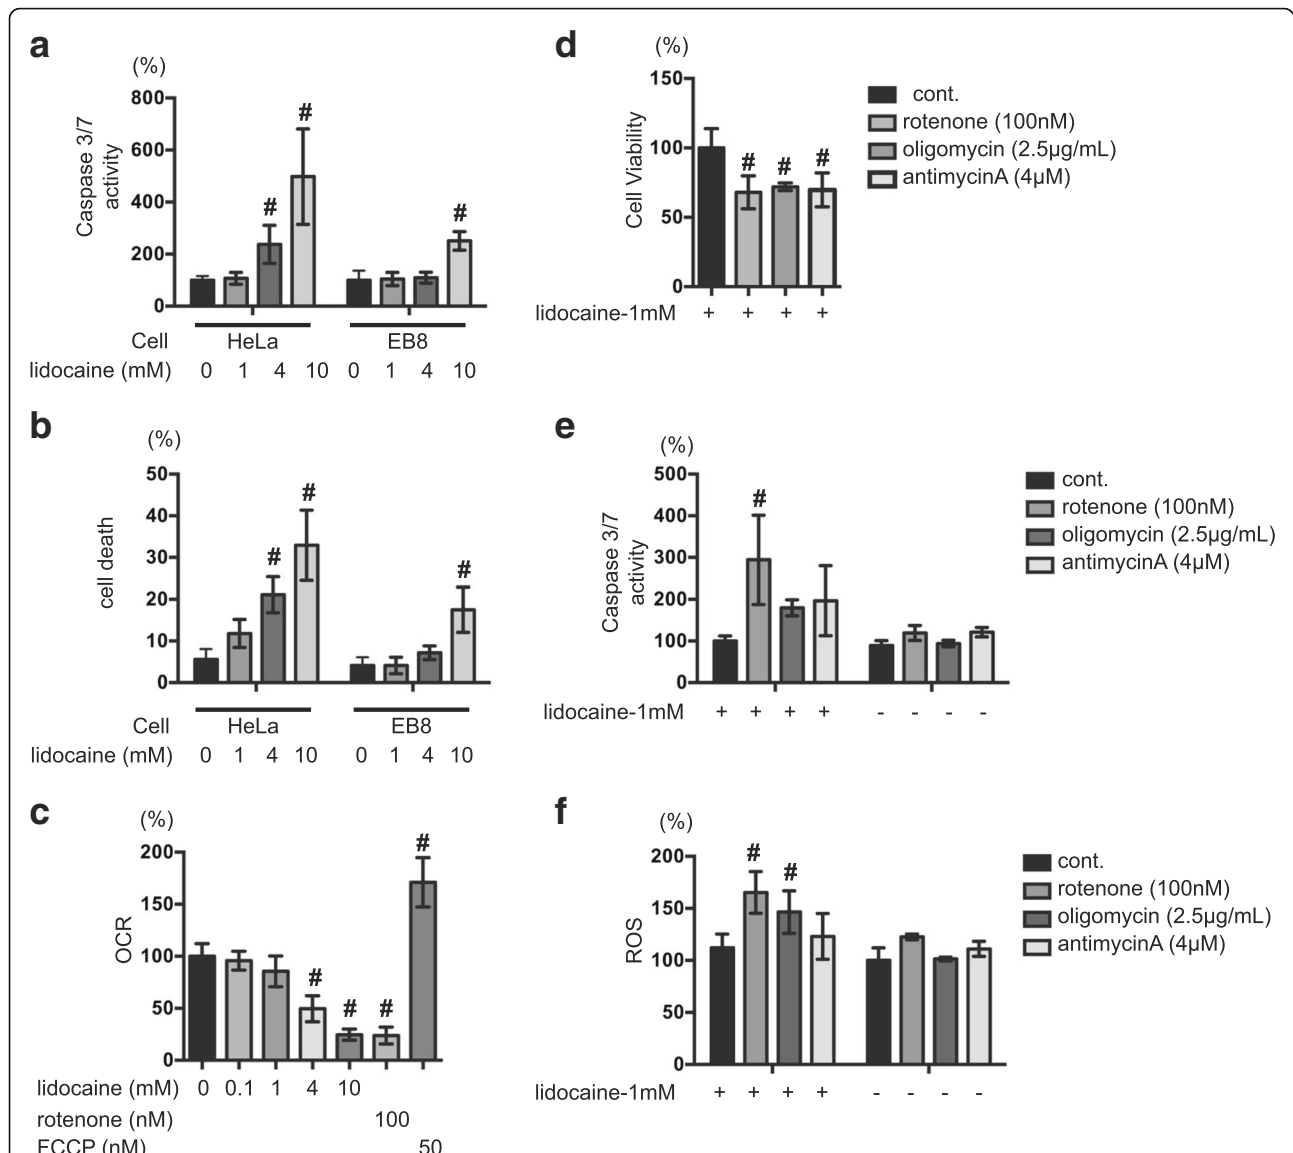 a
(%)
Caspase 3/7
activity
800
600
400
200
0
# # #
Cell HeLa EB8
lidocaine (mM) 0 1 4 10 0 1 4 10
d
(%)
Cell Viability
150
100
50
0
# # #
lidocaine-1mM + + + +
cont.
rotenone (100nM)
oligomycin (2.5µg/mL)
antimycinA (4µM)
b
(%)
cell death
50
40
30
20
10
0
# # #
Cell HeLa EB8
lidocaine (mM) 0 1 4 10 0 1 4 10
e
(%)
Caspase 3/7
activity
500
400
300
200
100
0
#
lidocaine-1mM + + + + - - - -
cont.
rotenone (100nM)
oligomycin (2.5µg/mL)
antimycinA (4µM)
c
(%)
OCR
200
150
100
50
0
# # # #
lidocaine (mM) 0 0.1 1 4 10
rotenone (nM) 100
FCCP (nM) 50
f
(%)
ROS
200
150
100
50
0
# #
lidocaine-1mM + + + + - - - -
cont.
rotenone (100nM)
oligomycin (2.5µg/mL)
antimycinA (4µM)